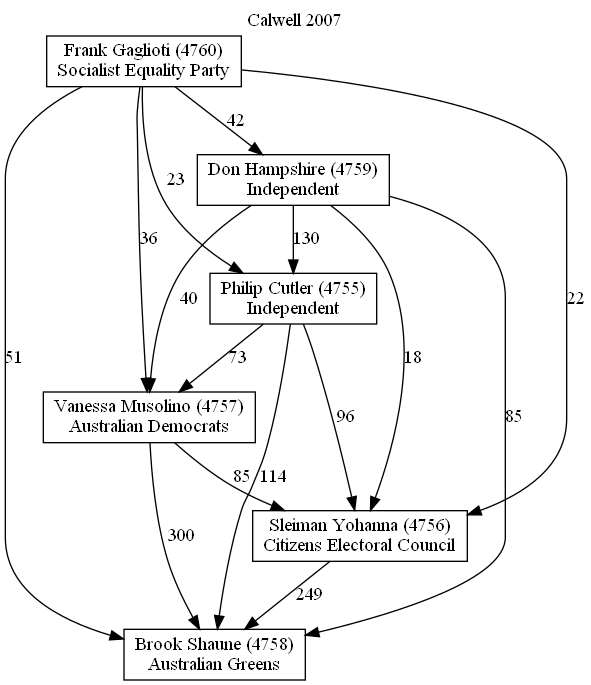 Calwell 2007
Frank Gaglioti (4760)
Socialist Equality Party
42
Don Hampshire (4759)
Independent
23
36
40
130
Philip Cutler (4755)
Independent
22
51
73
18
Vanessa Musolino (4757)
Australian Democrats
96
85
85
114
Sleiman Yohanna (4756)
Citizens Electoral Council
300
249
Brook Shaune (4758)
Australian Greens